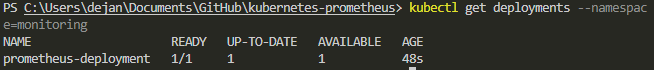 PS C:\Users\dejan\Documents\GitHub\kubernetes-prometheus> kubectl get deployments --namespac
e=monitoring
NAME                    READY   UP-TO-DATE   AVAILABLE   AGE
prometheus-deployment   1/1     1            1           48s